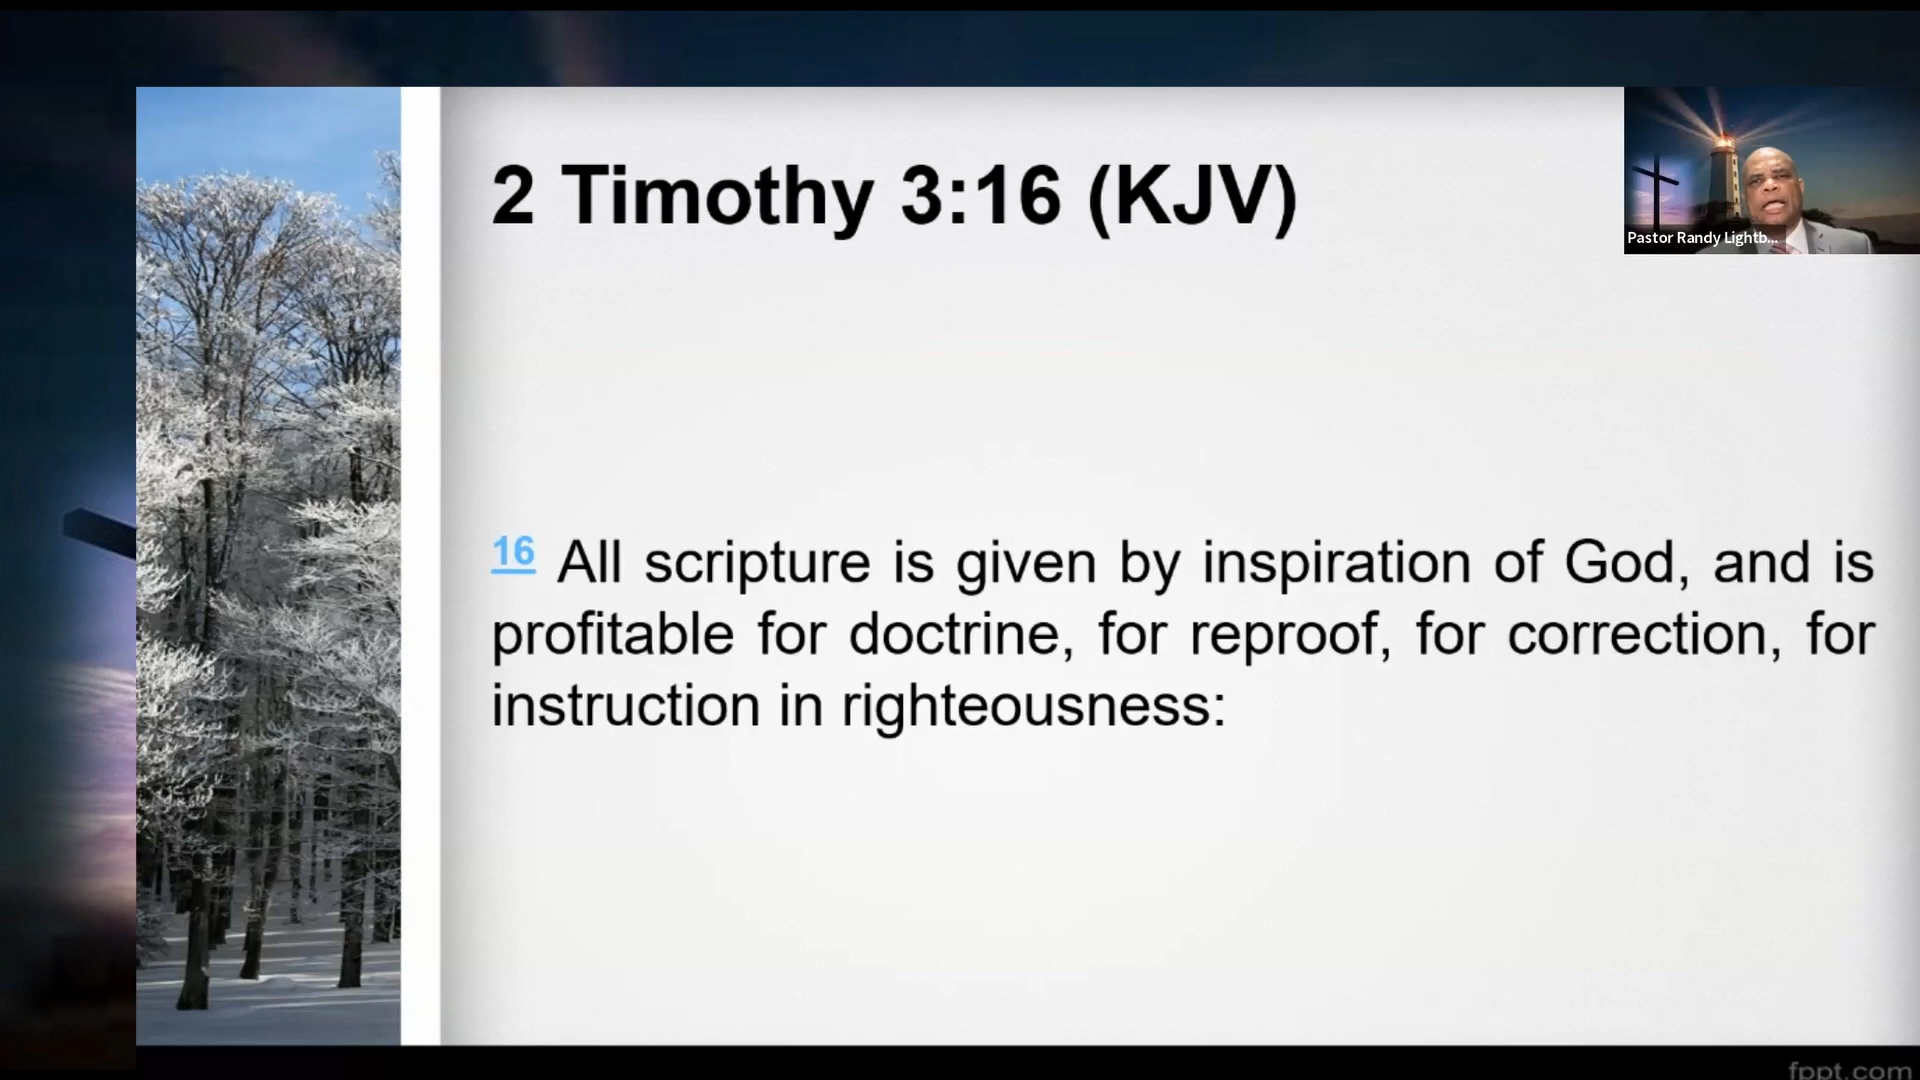 2 Timothy 3:16 (KJV)
Pastor Randy Lightb...
16 All scripture is given by inspiration of God, and is
profitable for doctrine, for reproof, for correction, for
instruction in righteousness:
fppt.com